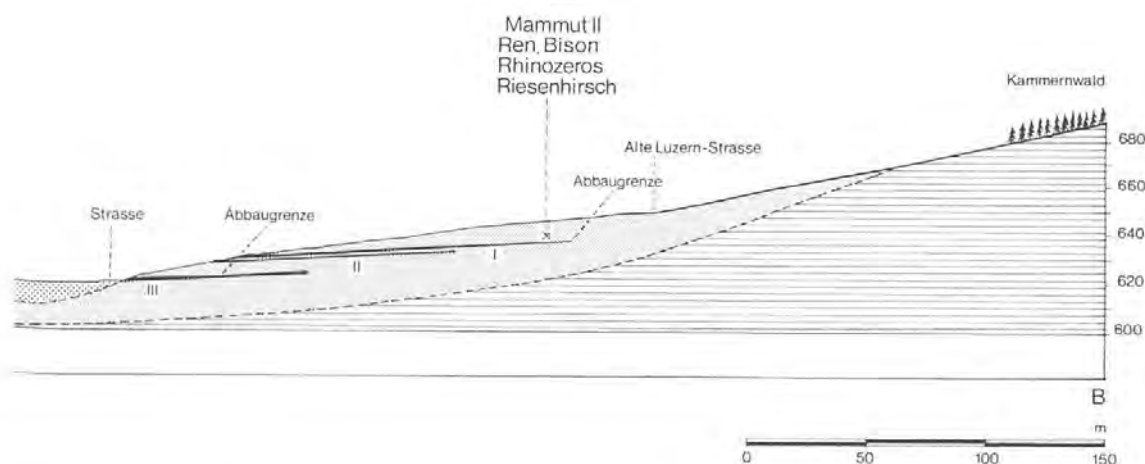 Mammut II
Ren, Bison
Rhinozeros
Riesenhirsch
Kammernwald
Alte Luzern-Strasse
Abbaugrenze
Strasse
Abbaugrenze
I
II
III
680
660
640
620
600
B
m
0 50 100 150